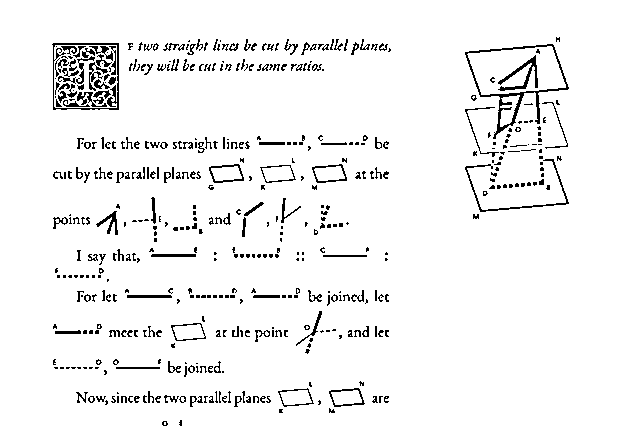 IF two straight lines be cut by parallel planes,
they will be cut in the same ratios.
For let the two straight lines A B, C D be
cut by the parallel planes G H, K L, M N at the
points A, E, B and C, F, D
I say that, A E : E B :: C F :
F D.
For let A C, B D, A D be joined, let
A D meet the K L at the point O, and let
E O, O F be joined.
Now, since the two parallel planes K L, M N are